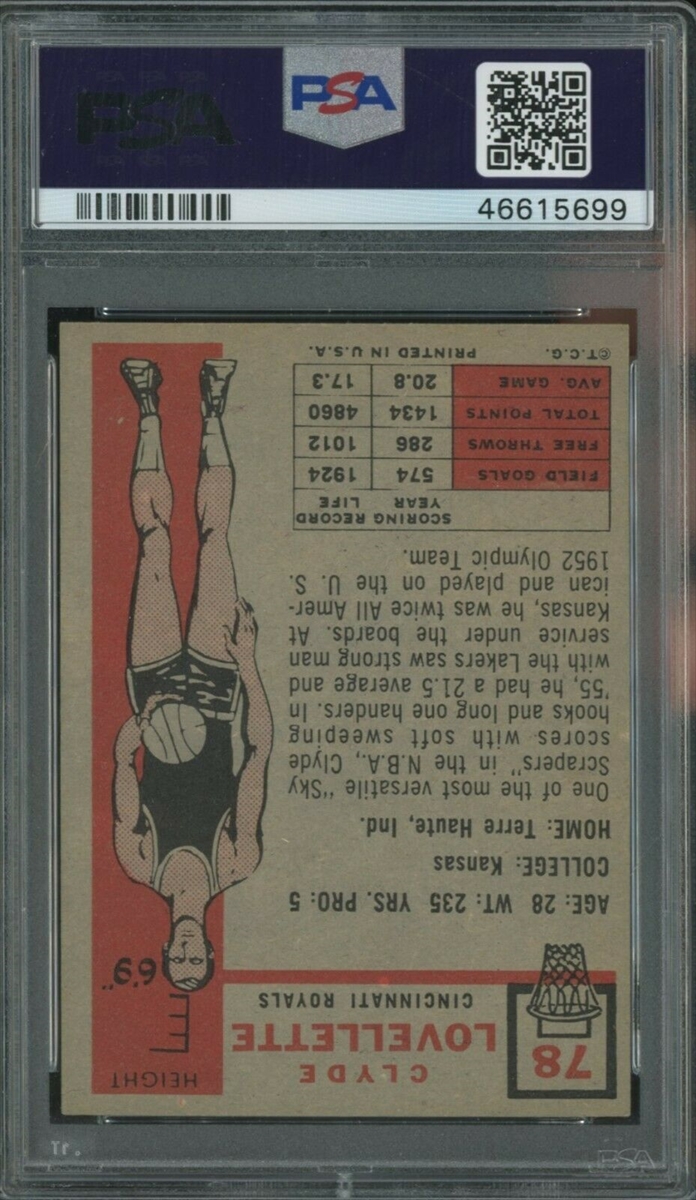 PSA
PSA
46615699
78
CLYDE
LOVELLETTE
CINCINNATI ROYALS
HEIGHT
6'9"
AGE: 28 WT: 235 YRS. PRO: 5
COLLEGE: Kansas
HOME: Terre Haute, Ind.
One of the most versatile "Sky
Scrapers" in the N.B.A., Clyde
scores with soft sweeping
hooks and long one handers. In
'55, he had a 21.5 average and
with the Lakers saw strong man
service under the boards. At
Kansas, he was twice All Amer-
ican and played on the U. S.
1952 Olympic Team.
SCORING RECORD YEAR LIFE
FIELD GOALS 574 1924
FREE THROWS 286 1012
TOTAL POINTS 1434 4860
AVG. GAME 20.8 17.3
©T.C.G. PRINTED IN U.S.A.
PSA